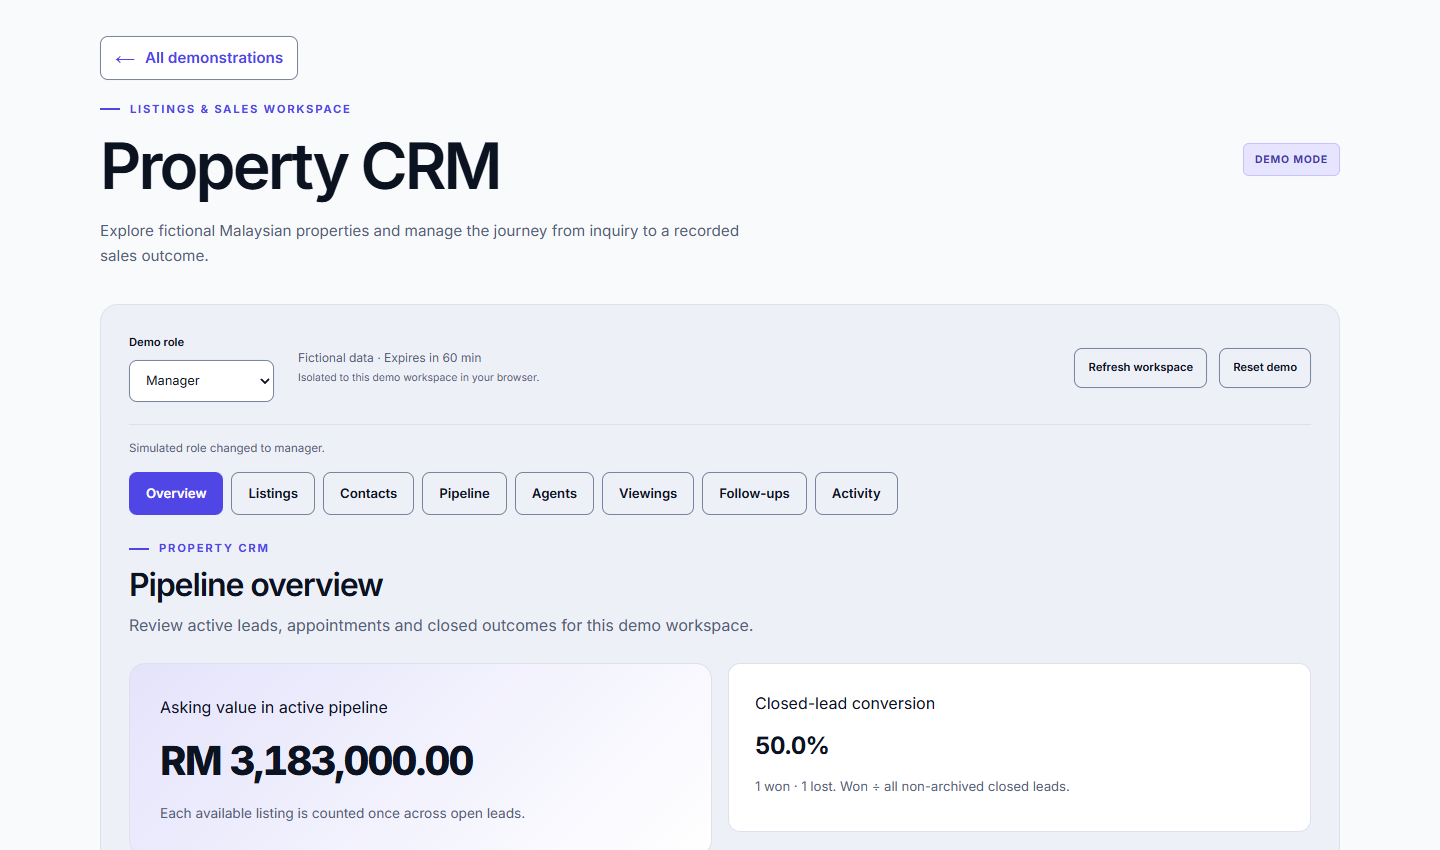 ← All demonstrations
LISTINGS & SALES WORKSPACE
Property CRM
DEMO MODE
Explore fictional Malaysian properties and manage the journey from inquiry to a recorded
sales outcome.
Demo role
Manager
Fictional data · Expires in 60 min
Isolated to this demo workspace in your browser.
Refresh workspace
Reset demo
Simulated role changed to manager.
Overview
Listings
Contacts
Pipeline
Agents
Viewings
Follow-ups
Activity
PROPERTY CRM
Pipeline overview
Review active leads, appointments and closed outcomes for this demo workspace.
Asking value in active pipeline
RM 3,183,000.00
Each available listing is counted once across open leads.
Closed-lead conversion
50.0%
1 won · 1 lost. Won ÷ all non-archived closed leads.